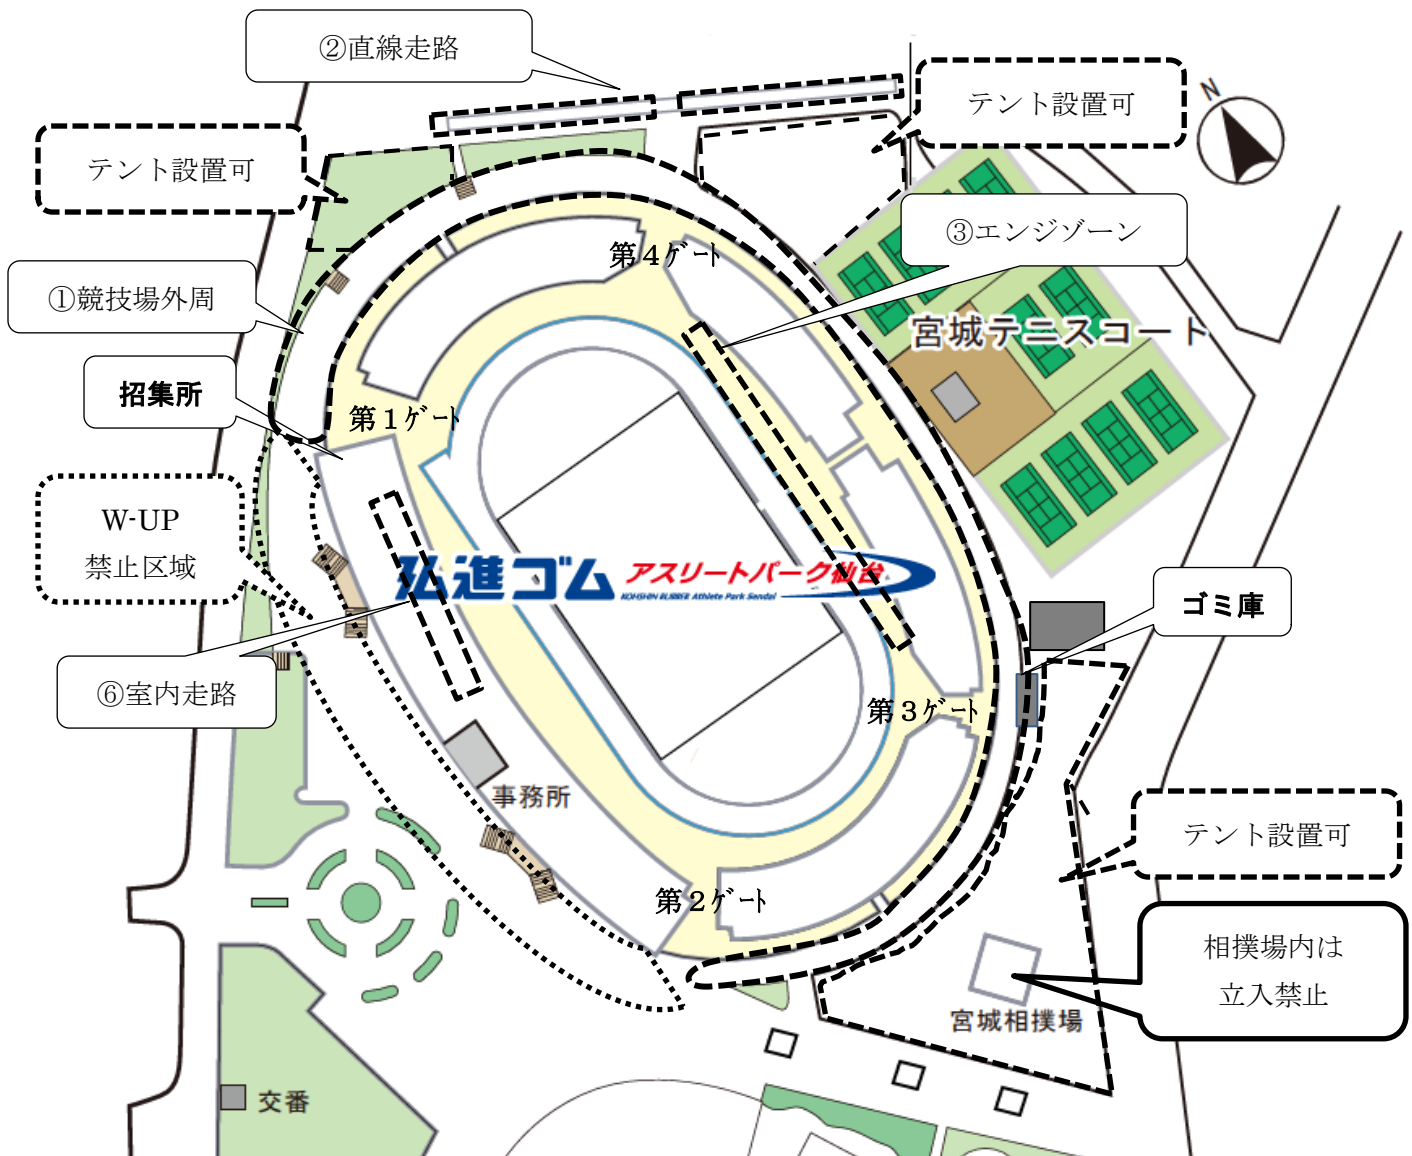 ②直線走路
テント設置可
N
テント設置可
③エンジゾーン
第4ゲート
①競技場外周
宮城テニスコート
招集所
第1ゲート
W-UP
禁止区域
弘進ゴム アスリートパーク仙台
KOHSHIN RUBBER Athlete Park Sendai
ゴミ庫
⑥室内走路
第3ゲート
事務所
テント設置可
第2ゲート
相撲場内は
立入禁止
宮城相撲場
交番